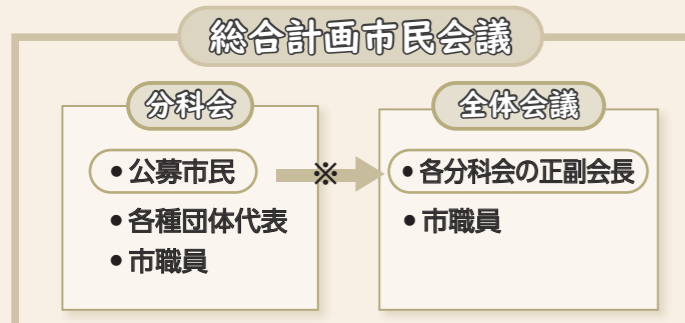 総合計画市民会議
分科会
•公募市民
•各種団体代表
•市職員
※
全体会議
•各分科会の正副会長
•市職員